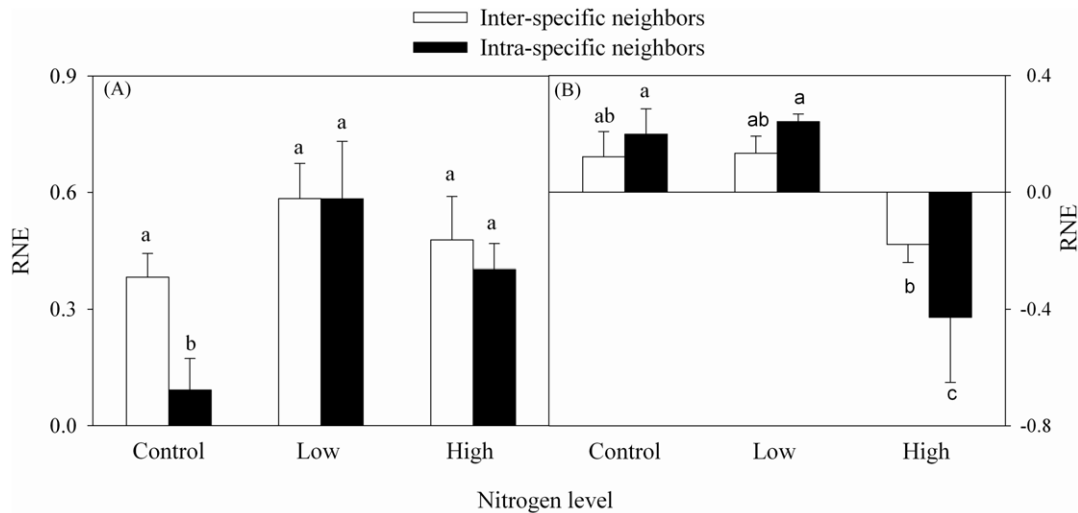 Inter-specific neighbors
Intra-specific neighbors
(A)
RNE
0.9
0.6
0.3
0.0
a
b
a
a
a
a
Control
Low
High
(B)
ab
a
ab
a
b
c
0.4
0.0
-0.4
-0.8
RNE
Control
Low
High
Nitrogen level